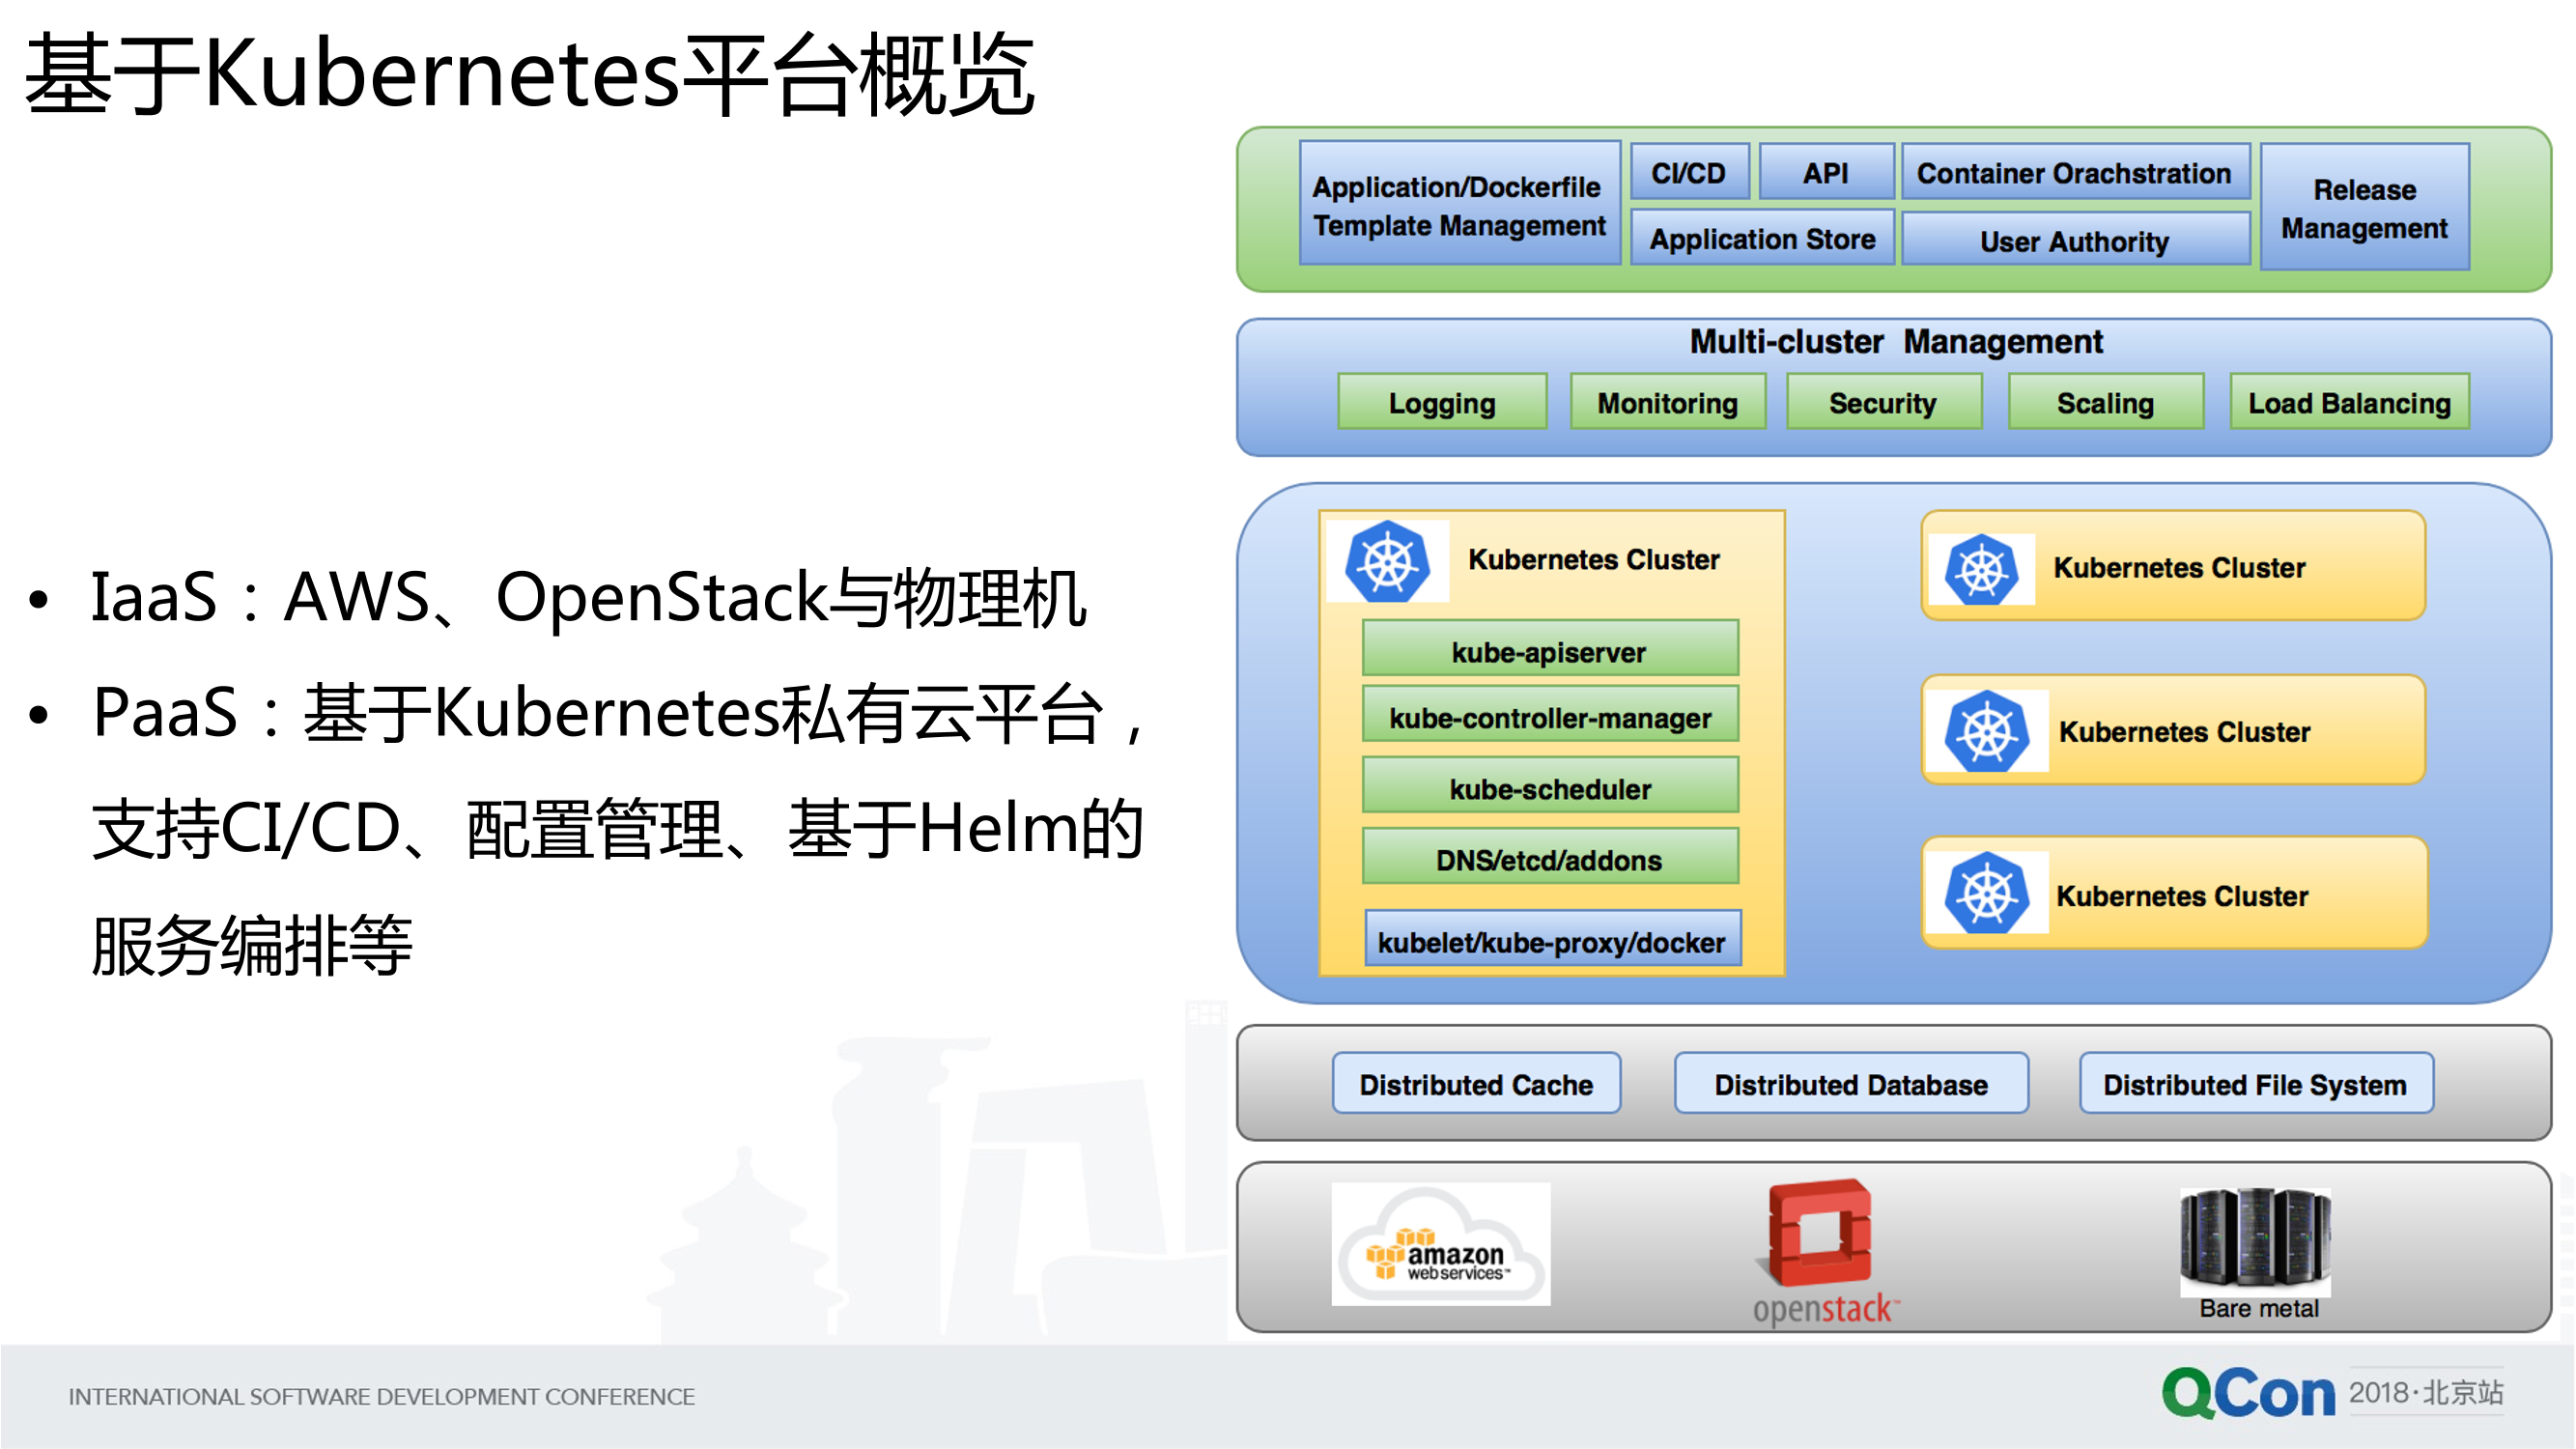 基于Kubernetes平台概览
• IaaS：AWS、OpenStack与物理机
• PaaS：基于Kubernetes私有云平台，
支持CI/CD、配置管理、基于Helm的
服务编排等
Application/Dockerfile
Template Management
CI/CD
API
Container Orachstration
Application Store
User Authority
Release
Management
Multi-cluster Management
Logging
Monitoring
Security
Scaling
Load Balancing
Kubernetes Cluster
kube-apiserver
kube-controller-manager
kube-scheduler
DNS/etcd/addons
kubelet/kube-proxy/docker
Kubernetes Cluster
Kubernetes Cluster
Kubernetes Cluster
Distributed Cache
Distributed Database
Distributed File System
amazon
webservices™
openstack™
Bare metal
INTERNATIONAL SOFTWARE DEVELOPMENT CONFERENCE
QCon 2018·北京站